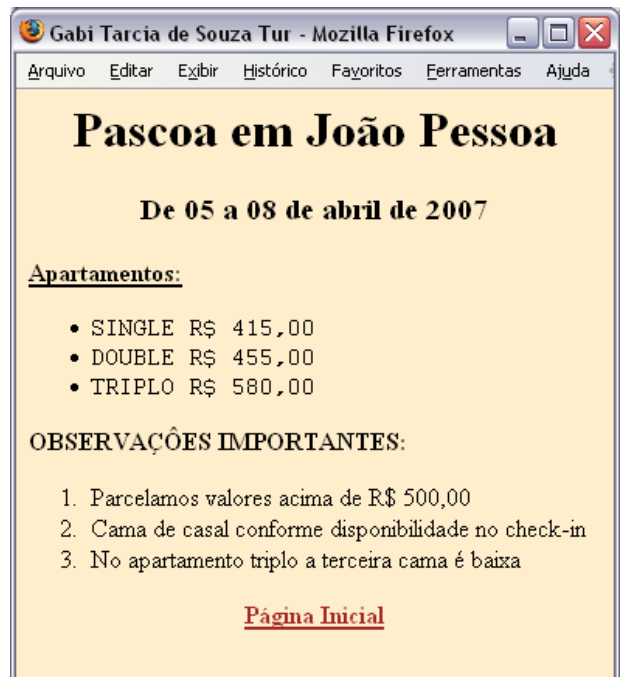 Gabi Tarcia de Souza Tur - Mozilla Firefox
Arquivo Editar Exibir Histórico Favoritos Ferramentas Ajuda
Pascoa em João Pessoa
De 05 a 08 de abril de 2007
Apartamentos:
• SINGLE R$ 415,00
• DOUBLE R$ 455,00
• TRIPLO R$ 580,00
OBSERVAÇÔES IMPORTANTES:
1. Parcelamos valores acima de R$ 500,00
2. Cama de casal conforme disponibilidade no check-in
3. No apartamento triplo a terceira cama é baixa
Página Inicial